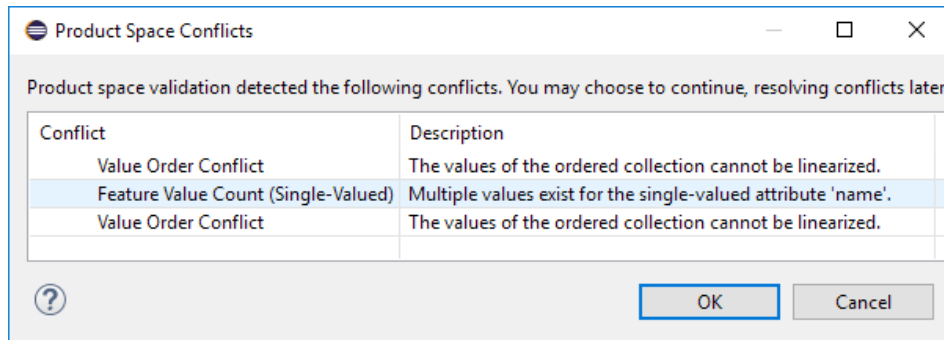 Product Space Conflicts
Product space validation detected the following conflicts. You may choose to continue, resolving conflicts later
Conflict Description
Value Order Conflict The values of the ordered collection cannot be linearized.
Feature Value Count (Single-Valued) Multiple values exist for the single-valued attribute 'name'.
Value Order Conflict The values of the ordered collection cannot be linearized.
? OK Cancel